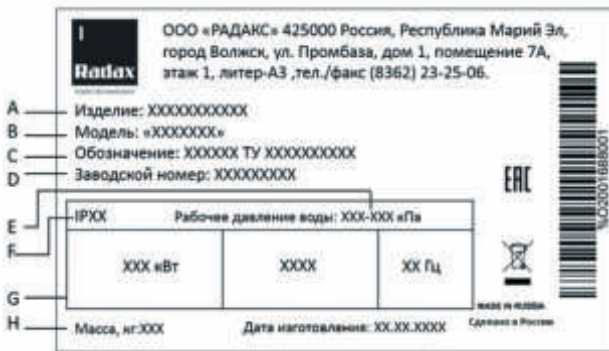 ООО «РАДАКС» 425000 Россия, Республика Марий Эл,
город Волжск, ул. Промбаза, дом 1, помещение 7А,
этаж 1, литер-А3 ,тел./факс (8362) 23-25-06.
Radax
A
Изделие: XXXXXXXXXXX
B
Модель: «XXXXXXX»
C
Обозначение: XXXXXX ТУ XXXXXXXXXX
D
Заводской номер: XXXXXXXXX
E
F
IPXX
Рабочее давление воды: XXX-XXX кПа
XXX кВт
XXXX
XX Гц
G
H
Масса, кг:XXX
Дата изготовления: XX.XX.XXXX
EAC
MADE IN RUSSIA
Сделано в России